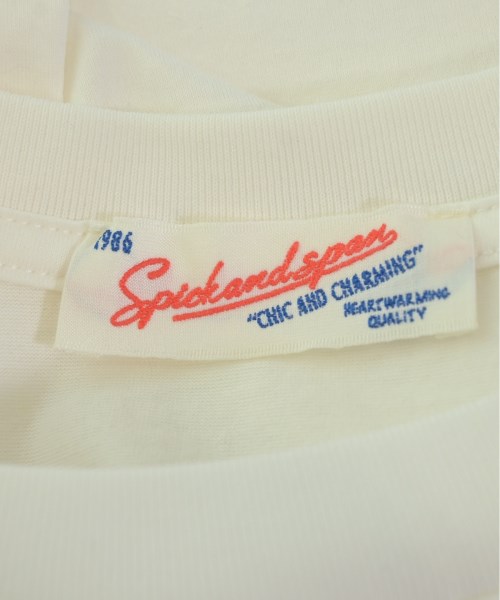 1986
Spickandspan
"CHIC AND CHARMING"
HEARTWARMING
QUALITY